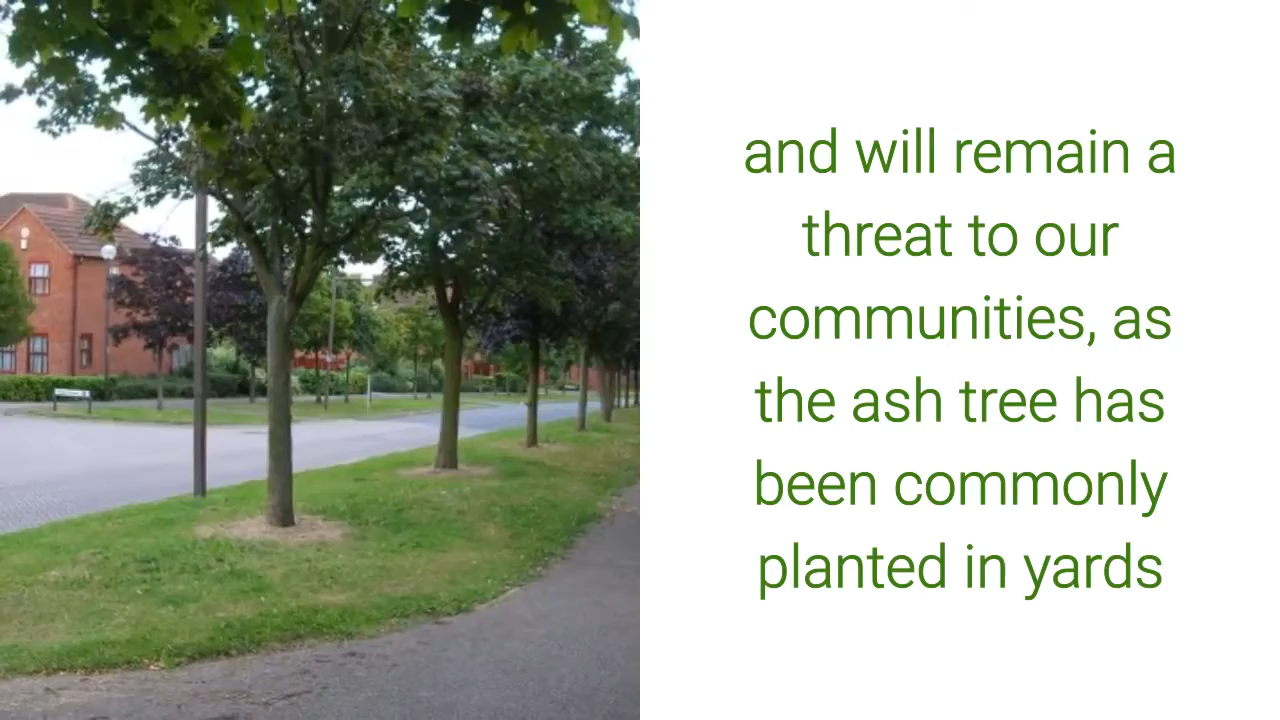 and will remain a
threat to our
communities, as
the ash tree has
been commonly
planted in yards